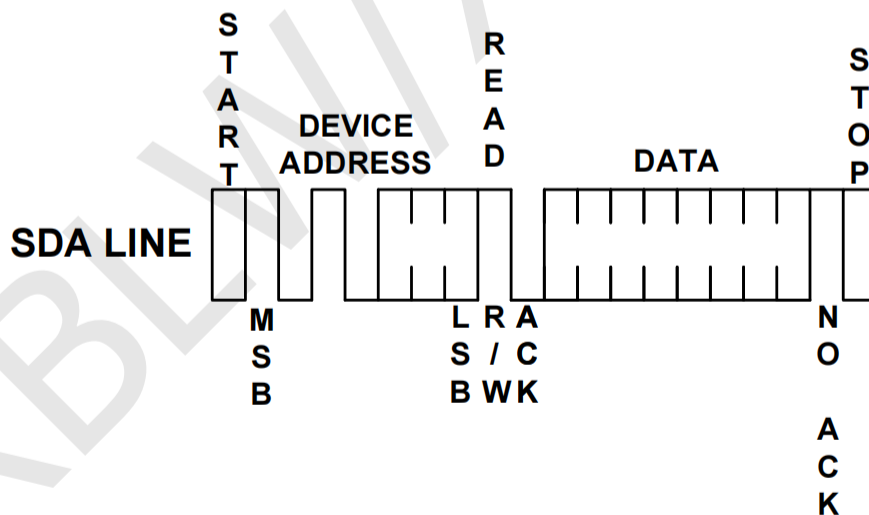 START
READ
STOP
DEVICE
ADDRESS
DATA
SDA LINE
MSB
LSB
R/W
ACK
NO ACK